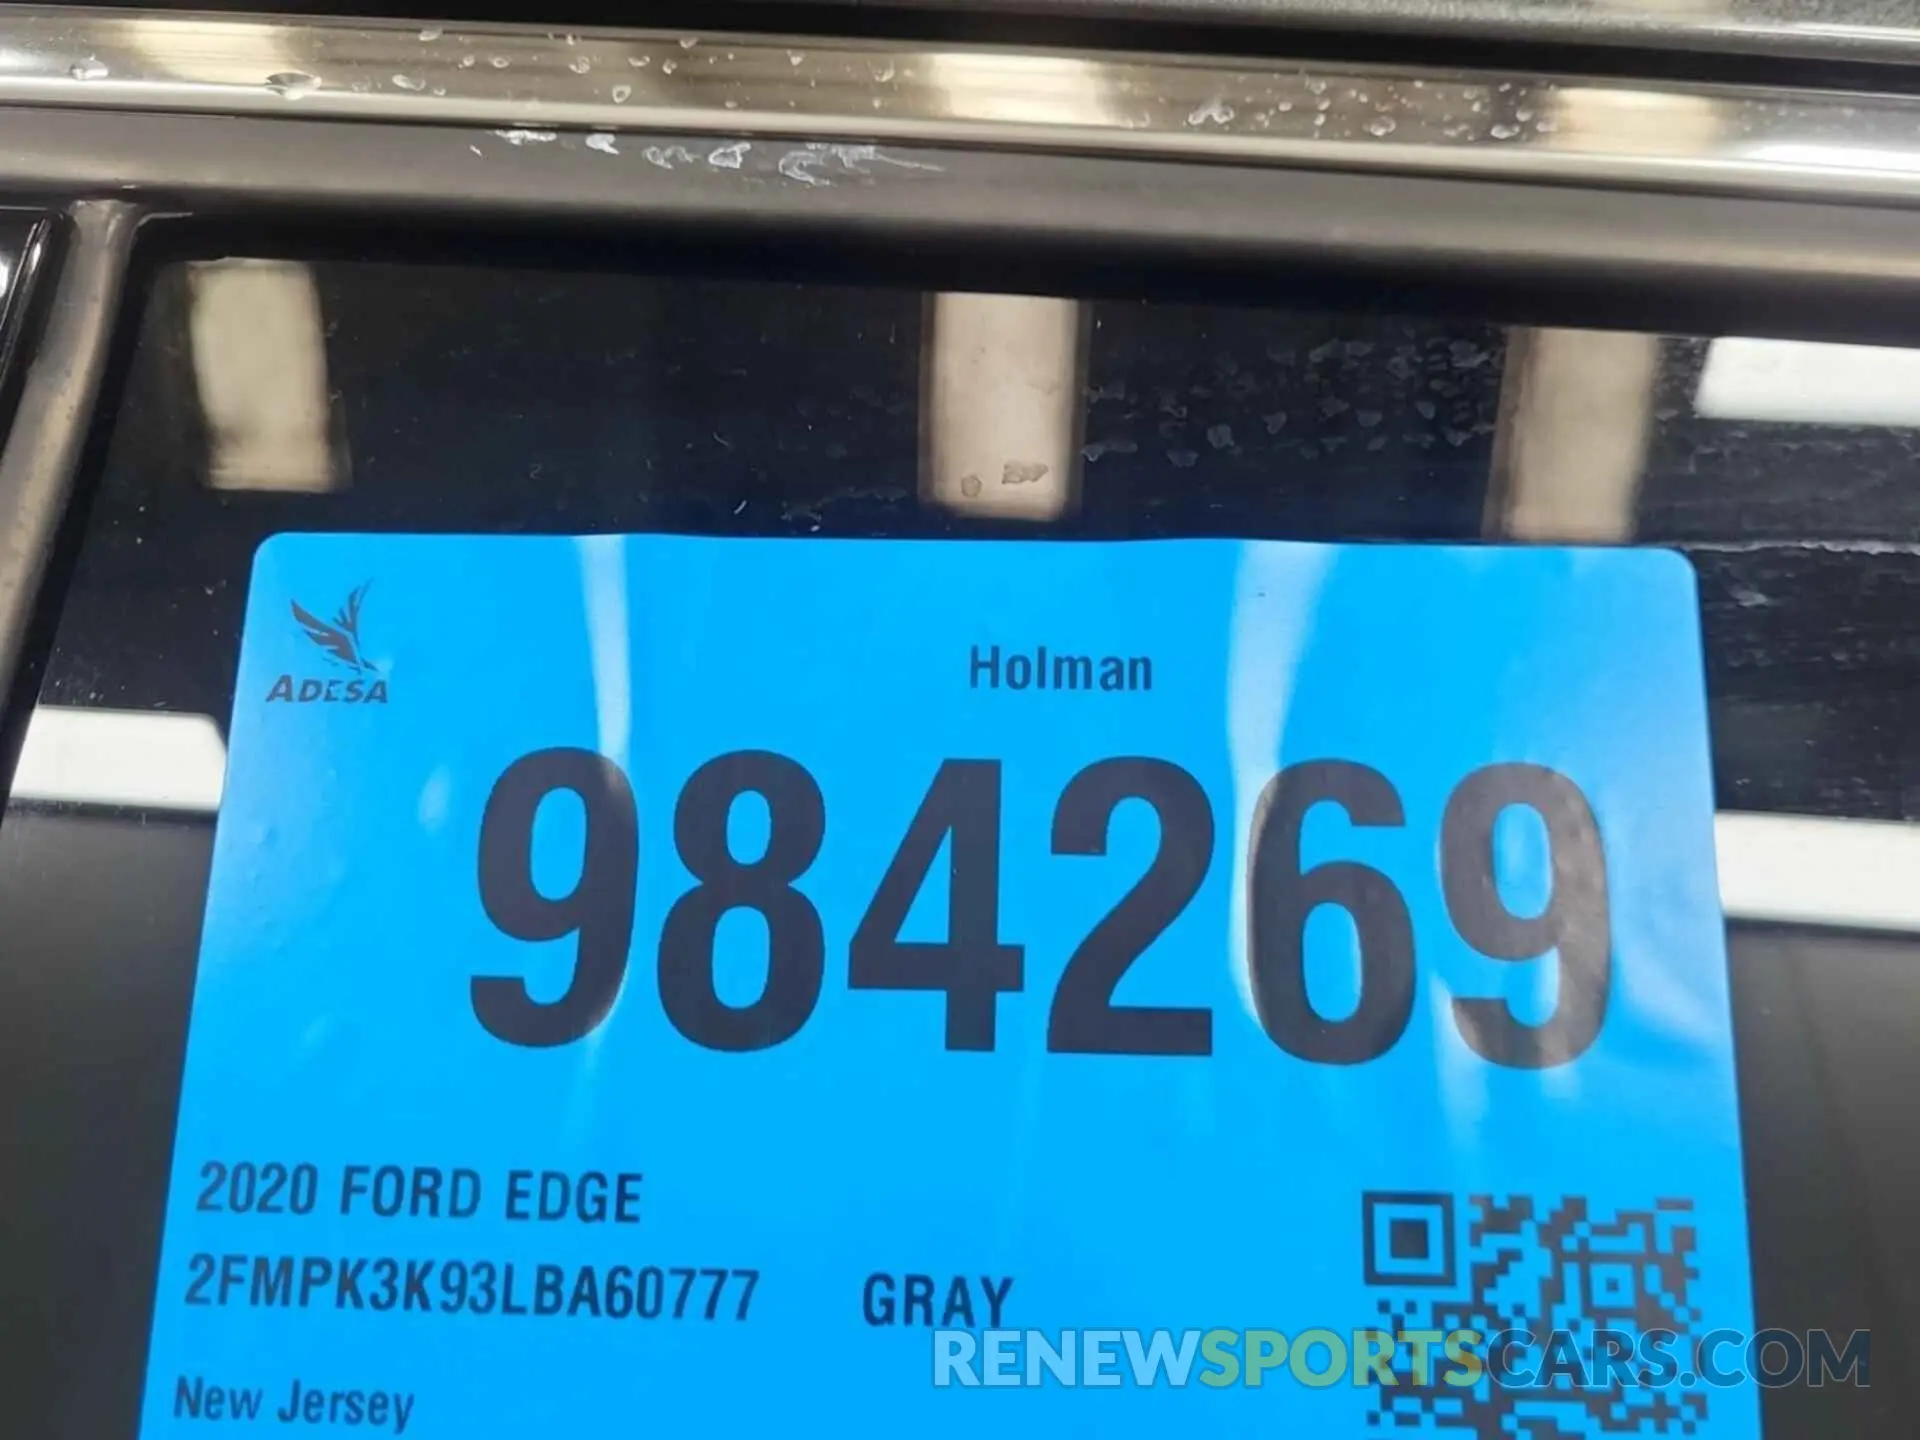 ADESA
Holman
984269
2020 FORD EDGE
2FMPK3K93LBA60777 GRAY
RENEWSPORTSCARS.COM
New Jersey